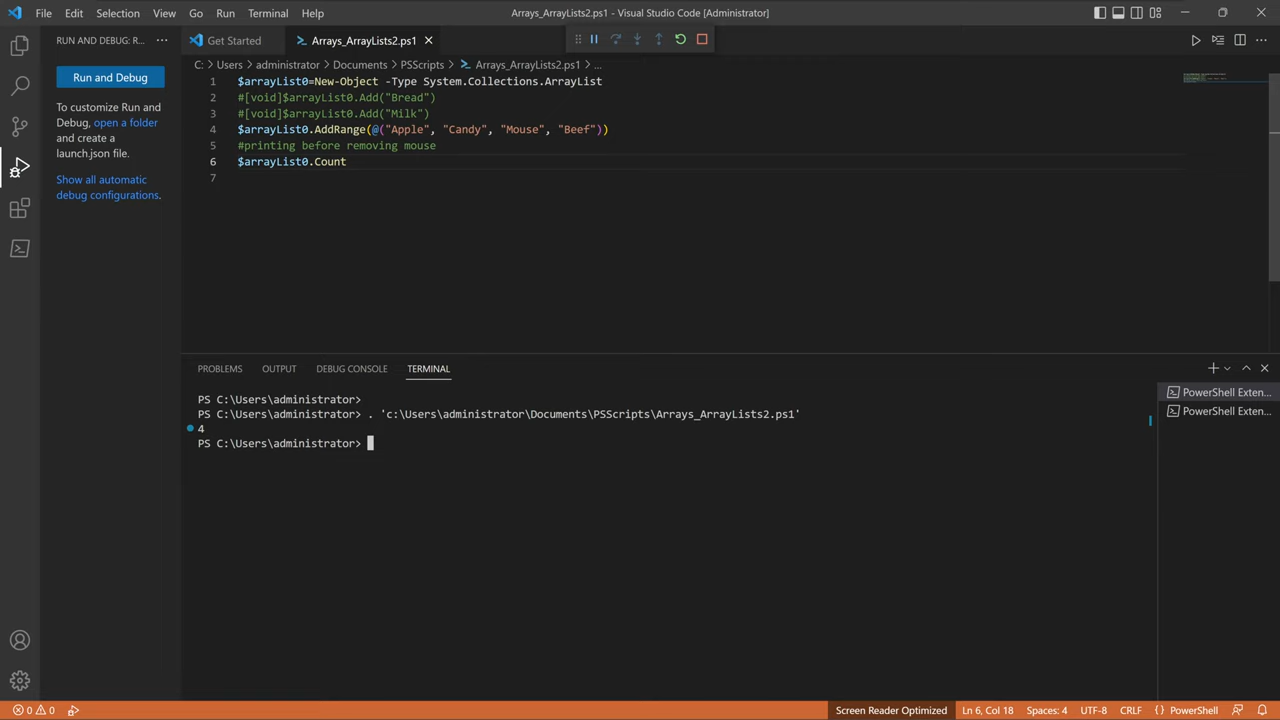 File Edit Selection View Go Run Terminal Help
Arrays_ArrayLists2.ps1 - Visual Studio Code [Administrator]
RUN AND DEBUG: R... ...
Get Started
Arrays_ArrayLists2.ps1
Run and Debug
To customize Run and
Debug, open a folder
and create a
launch.json file.
Show all automatic
debug configurations.
C: > Users > administrator > Documents > PSScripts > Arrays_ArrayLists2.ps1 > ...
1 $arrayList0=New-Object -Type System.Collections.ArrayList
2 #[void]$arrayList0.Add("Bread")
3 #[void]$arrayList0.Add("Milk")
4 $arrayList0.AddRange(@("Apple", "Candy", "Mouse", "Beef"))
5 #printing before removing mouse
6 $arrayList0.Count
7
PROBLEMS OUTPUT DEBUG CONSOLE TERMINAL
PS C:\Users\administrator>
PS C:\Users\administrator> . 'c:\Users\administrator\Documents\PSScripts\Arrays_ArrayLists2.ps1'
4
PS C:\Users\administrator>
PowerShell Exten...
PowerShell Exten...
0 0
Screen Reader Optimized Ln 6, Col 18 Spaces: 4 UTF-8 CRLF { } PowerShell